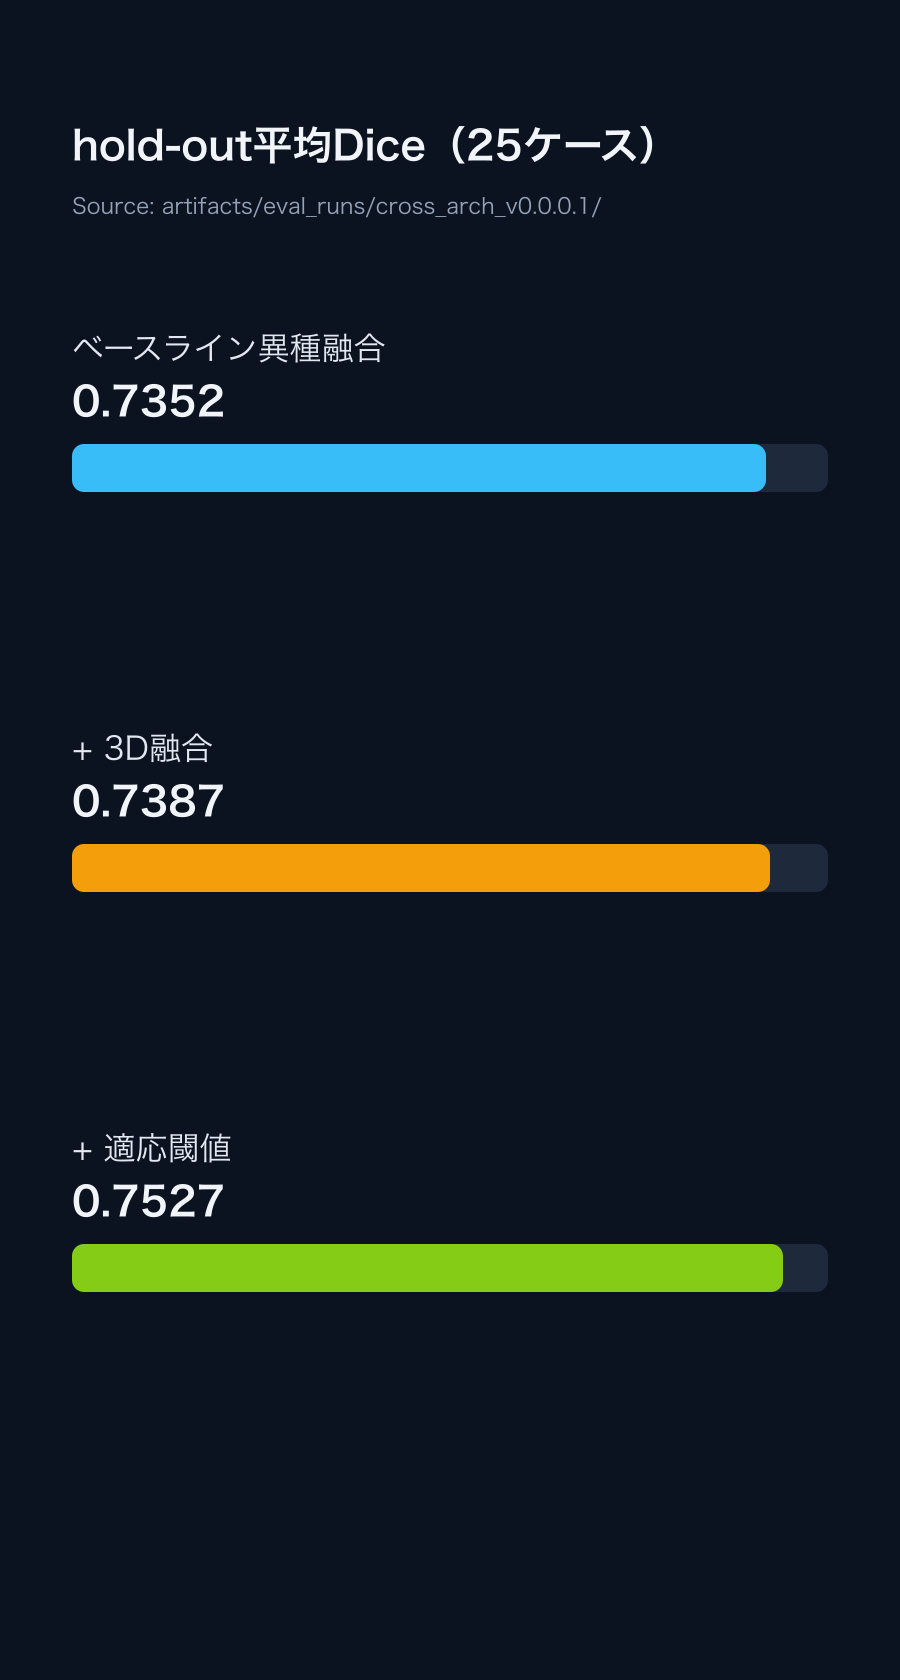 hold-out平均Dice（25ケース）
Source: artifacts/eval_runs/cross_arch_v0.0.0.1/
ベースライン異種融合
0.7352
+ 3D融合
0.7387
+ 適応閾値
0.7527